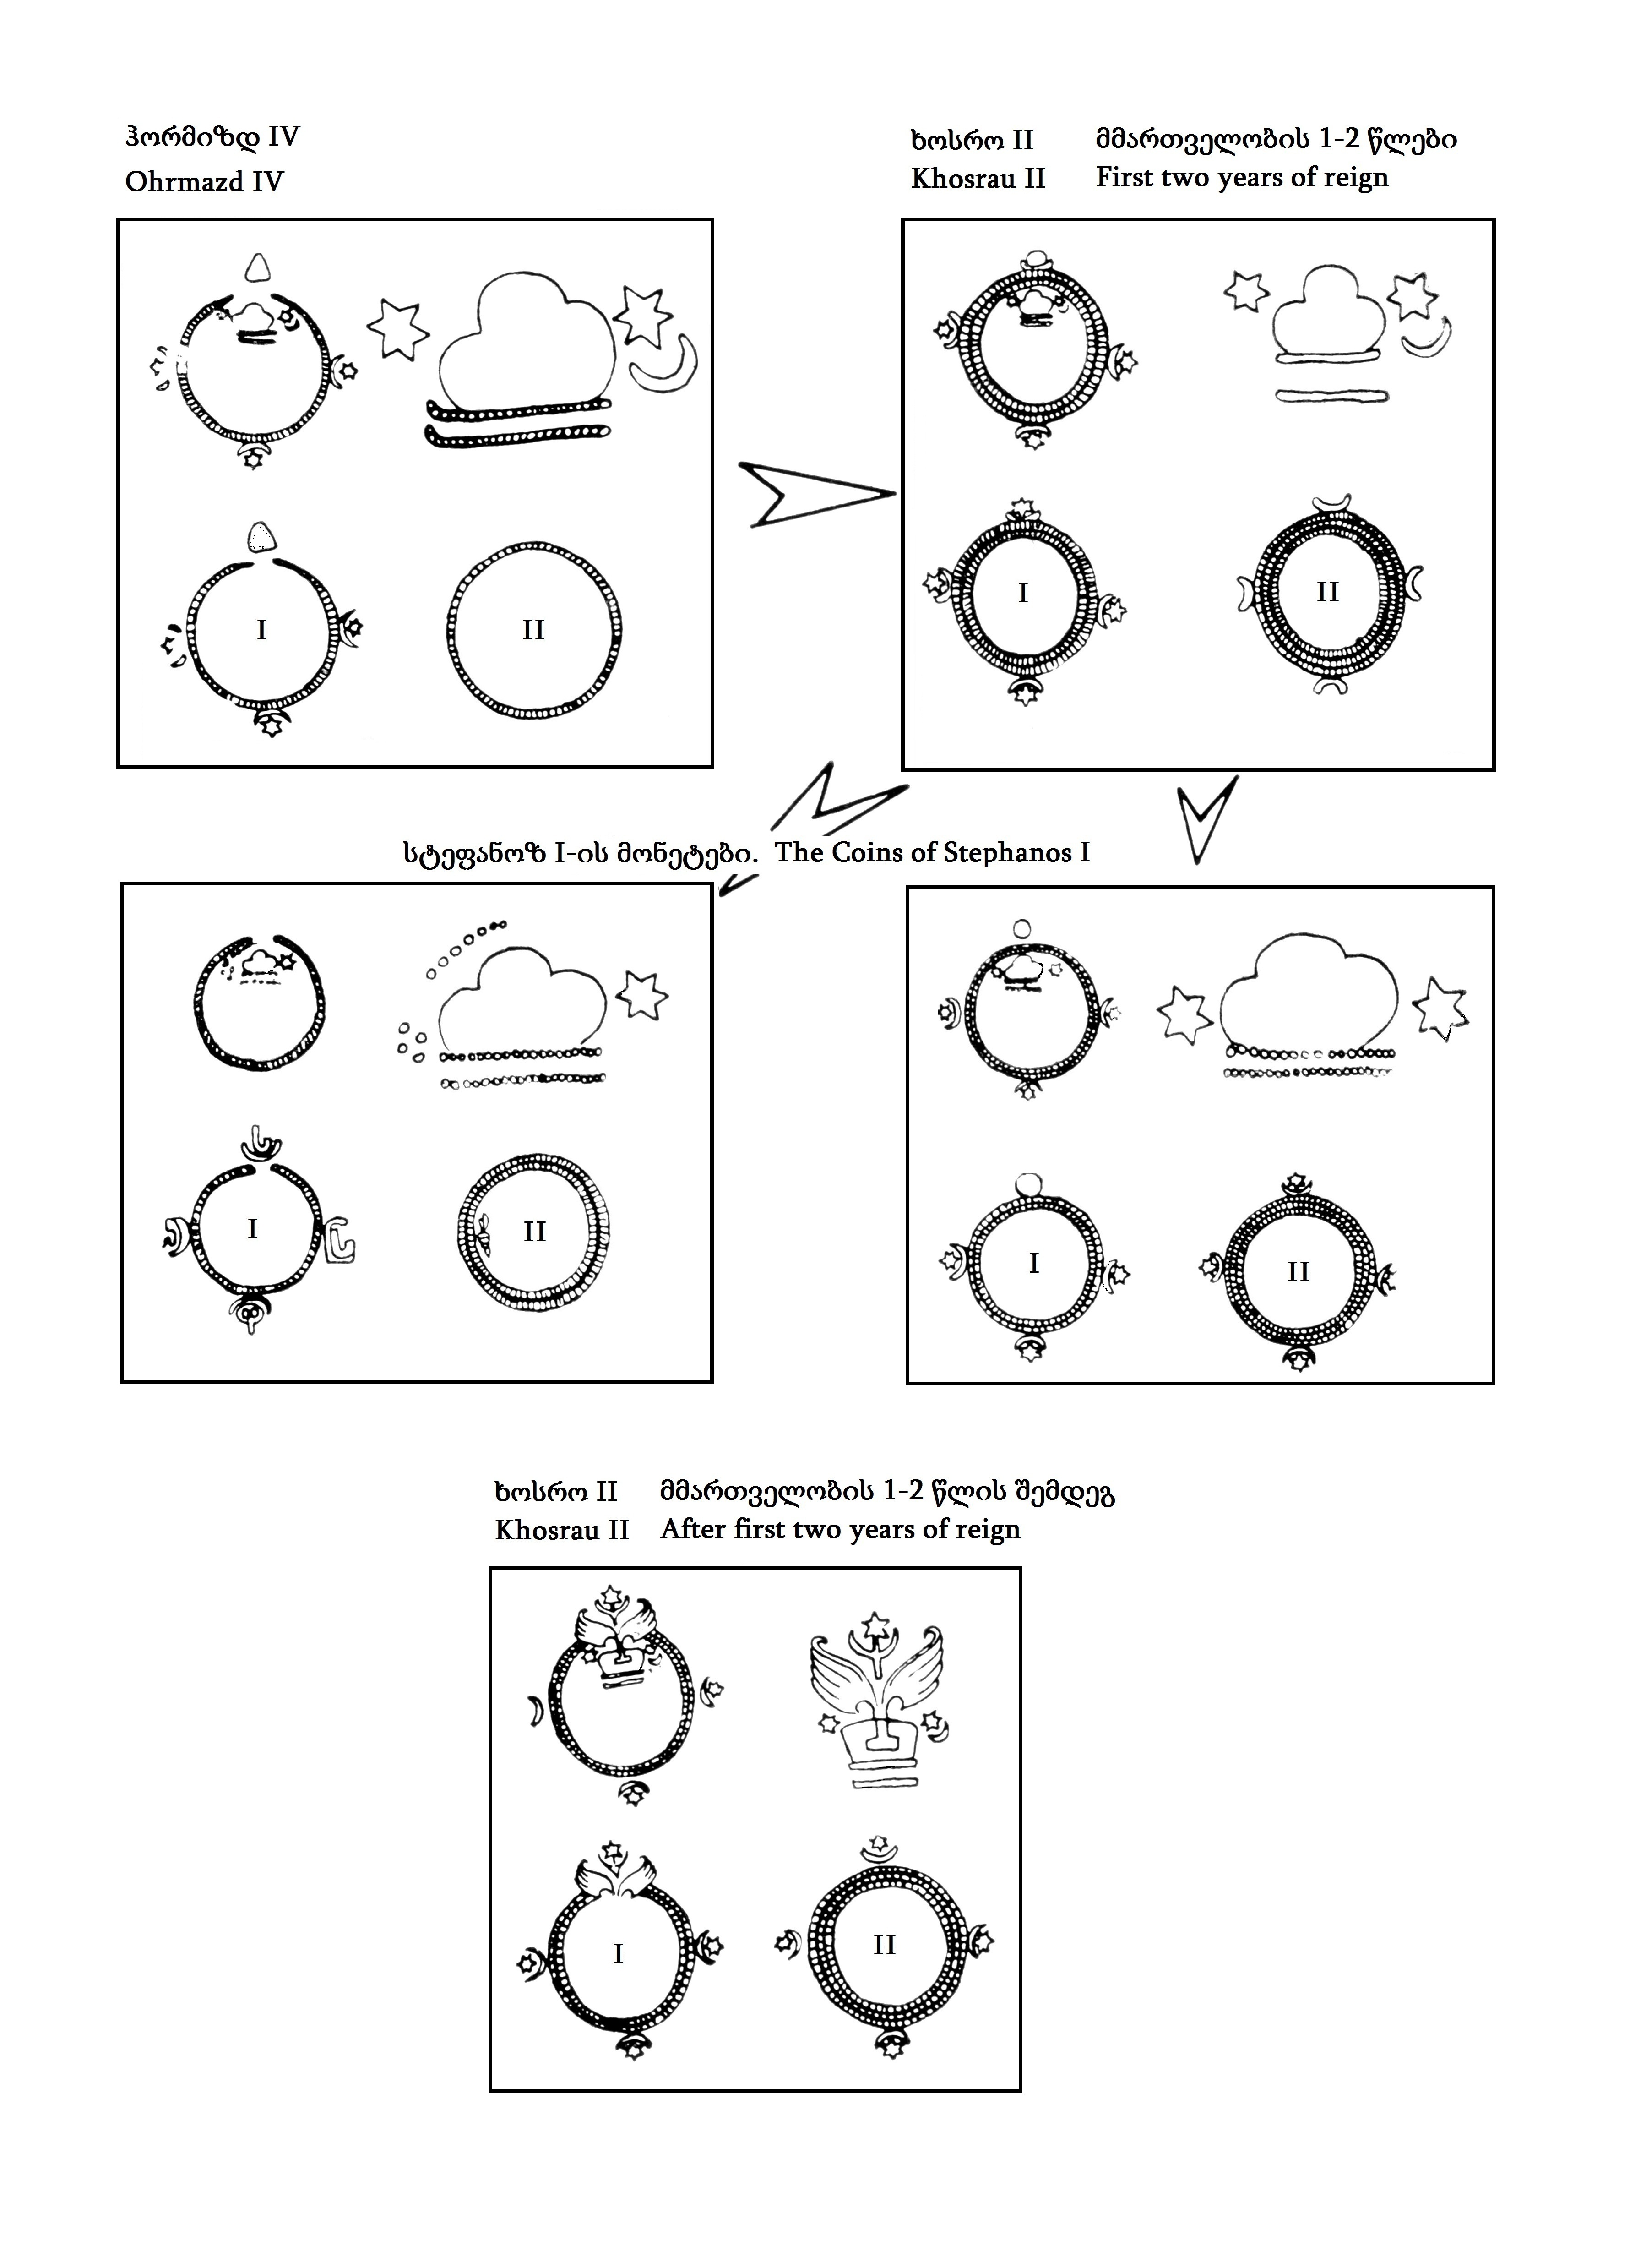 ჰორმიზდ IV
Ohrmazd IV
ხოსრო II მმართველობის 1-2 წლები
Khosrau II First two years of reign
I II
I II
სტეფანოზ I-ის მონეტები. The Coins of Stephanos I
I II
I II
ხოსრო II მმართველობის 1-2 წლის შემდეგ
Khosrau II After first two years of reign
I II